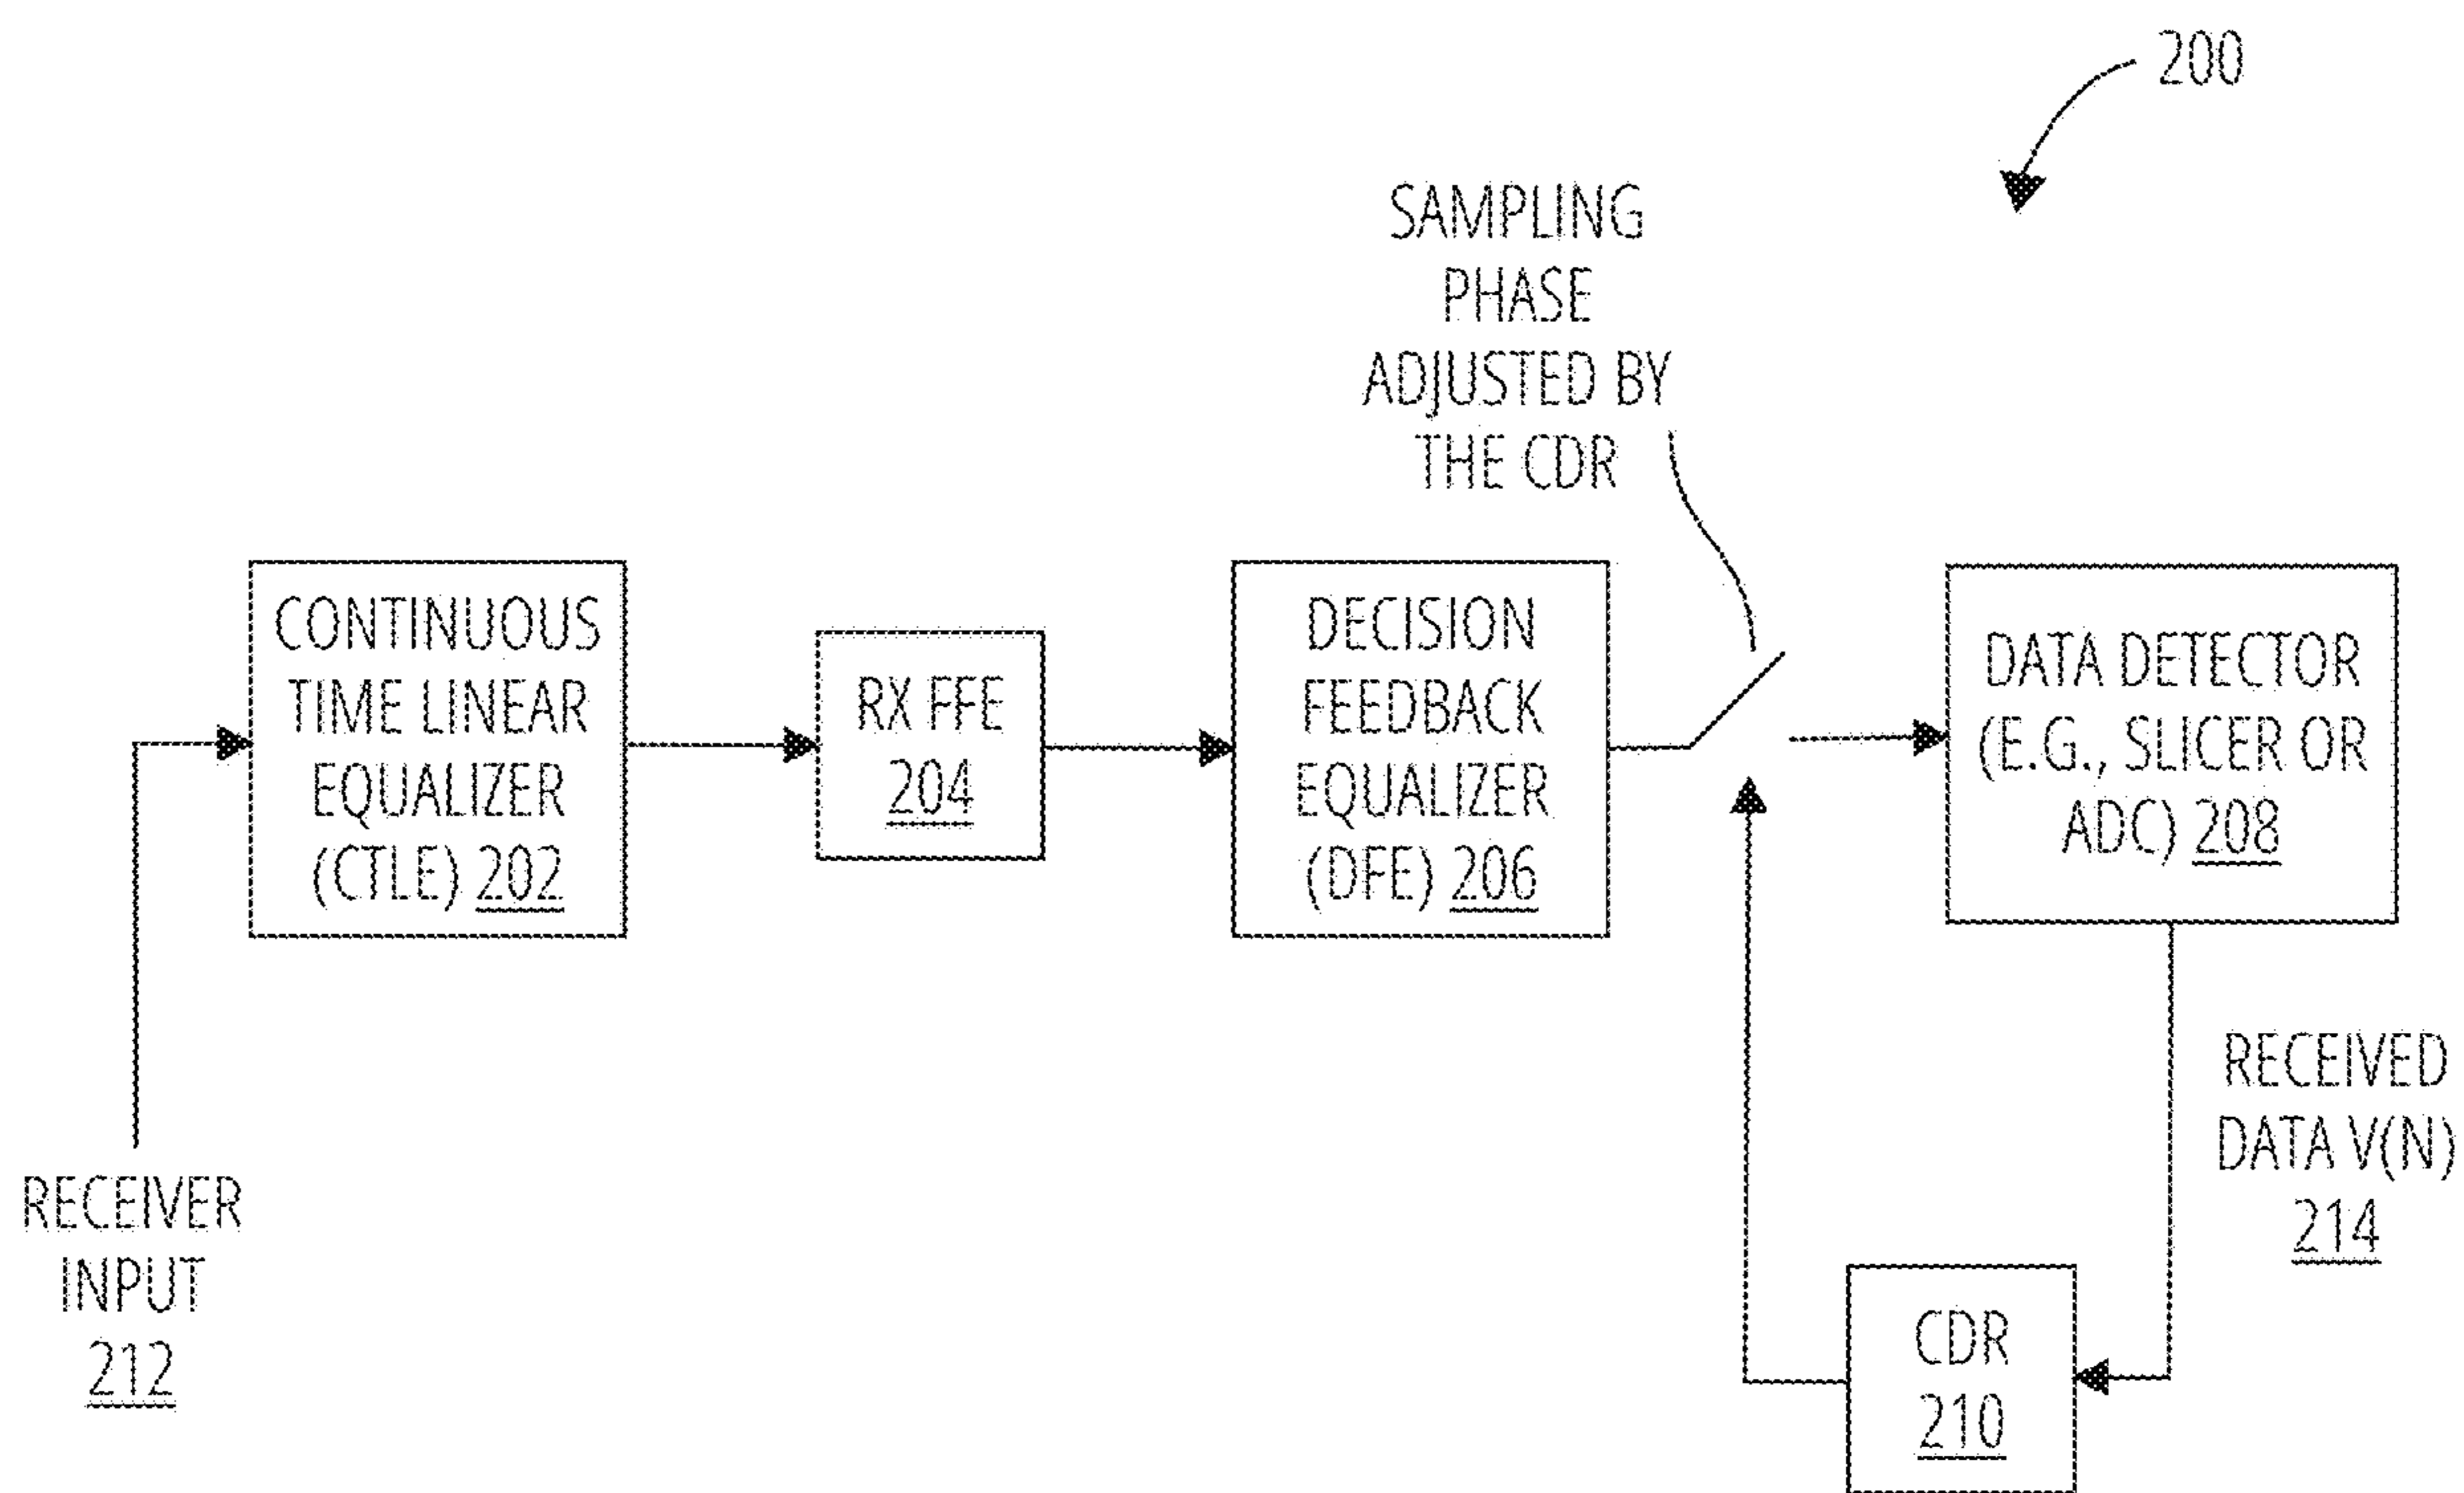 200
SAMPLING
PHASE
ADJUSTED BY
THE CDR
CONTINUOUS
TIME LINEAR
EQUALIZER
(CTLE) 202
RX FFE
204
DECISION
FEEDBACK
EQUALIZER
(DFE) 206
DATA DETECTOR
(E.G., SLICER OR
ADC) 208
RECEIVED
DATA V(N)
214
RECEIVER
INPUT
212
CDR
210